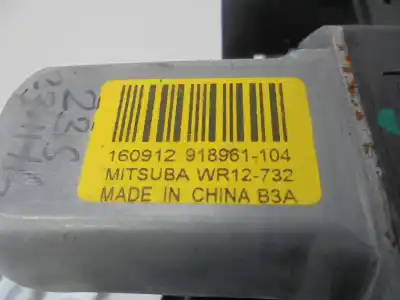 160912 918961-104
MITSUBA WR12-732
MADE IN CHINA B3A